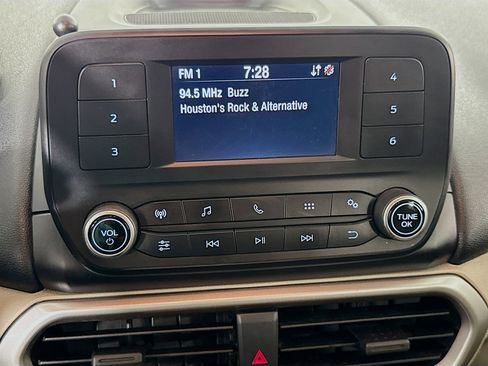 FM 1 7:28
94.5 MHz Buzz
Houston's Rock & Alternative
1
2
3
4
5
6
VOL
TUNE
OK